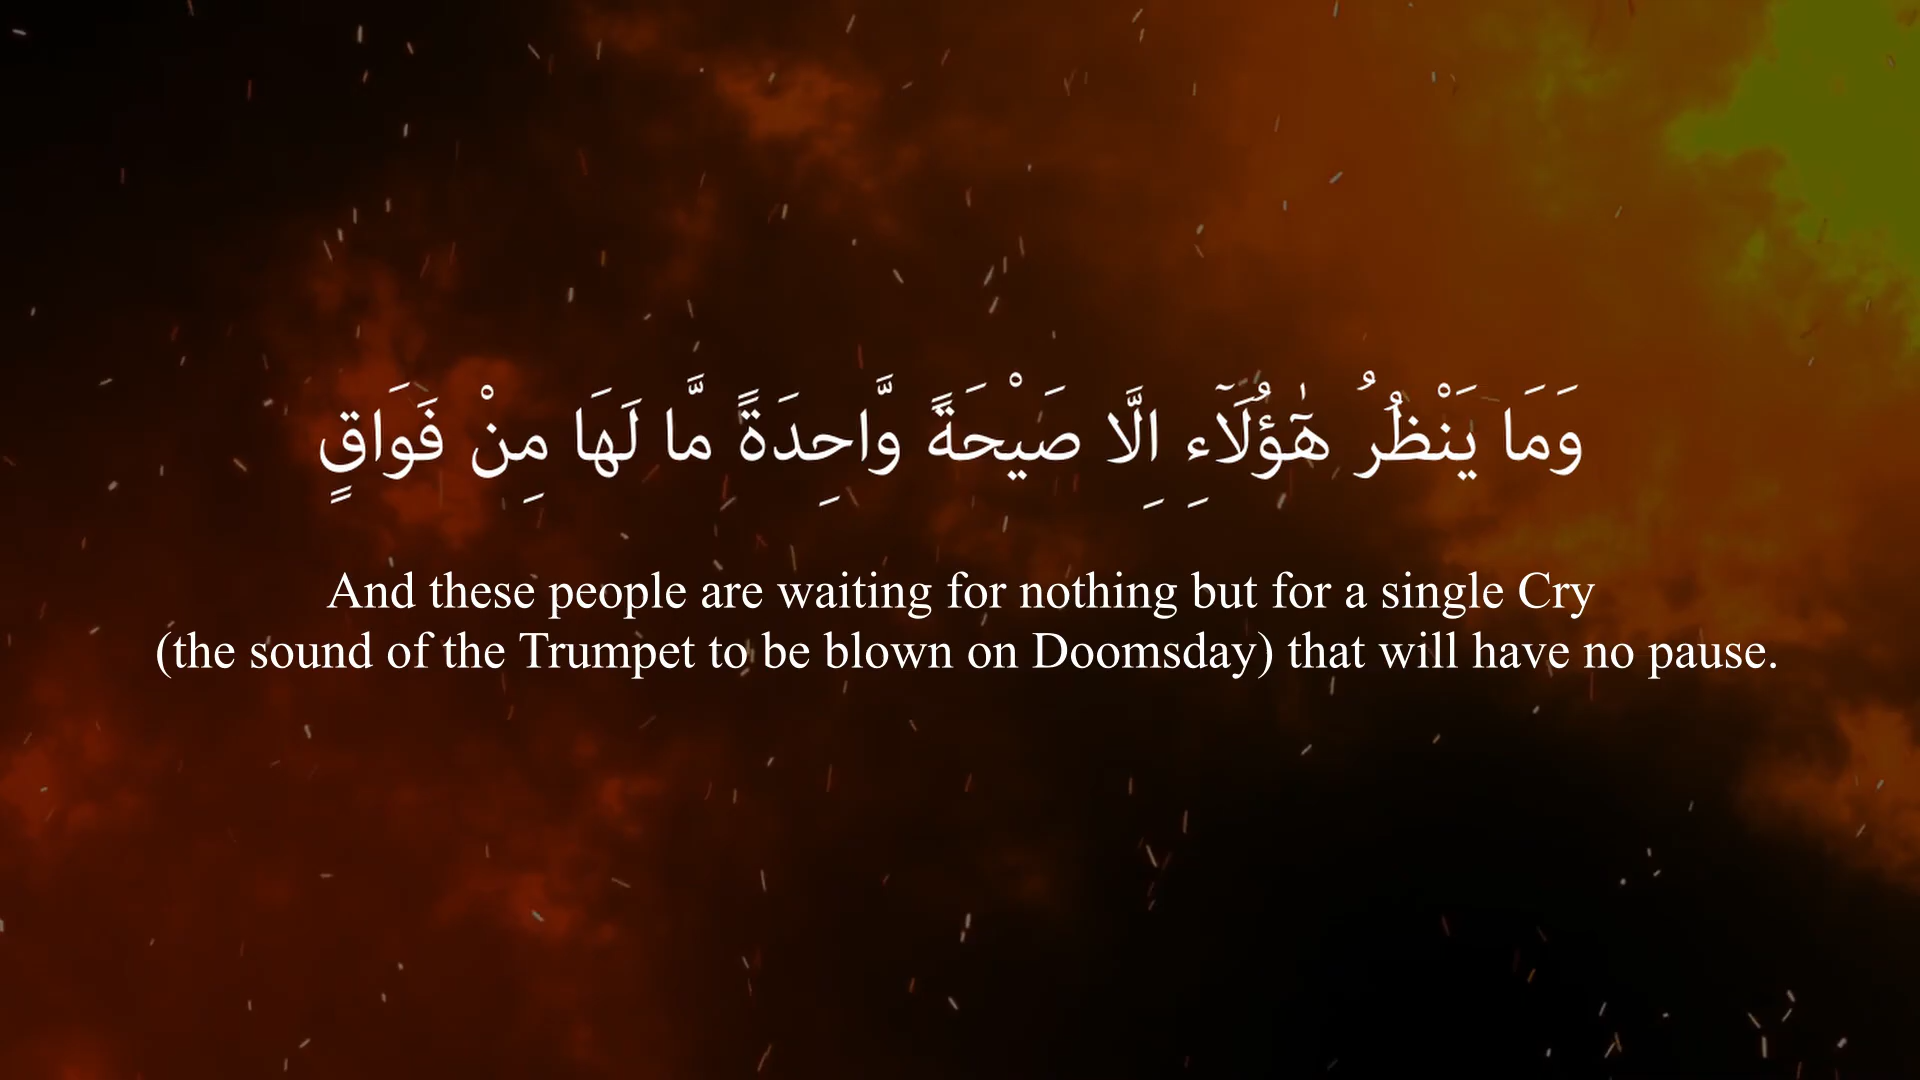 وَمَا يَنْظُرُ هٰٓؤُلَآءِ اِلَّا صَيْحَةً وَّاحِدَةً مَّا لَهَا مِنْ فَوَاقٍ
And these people are waiting for nothing but for a single Cry
(the sound of the Trumpet to be blown on Doomsday) that will have no pause.